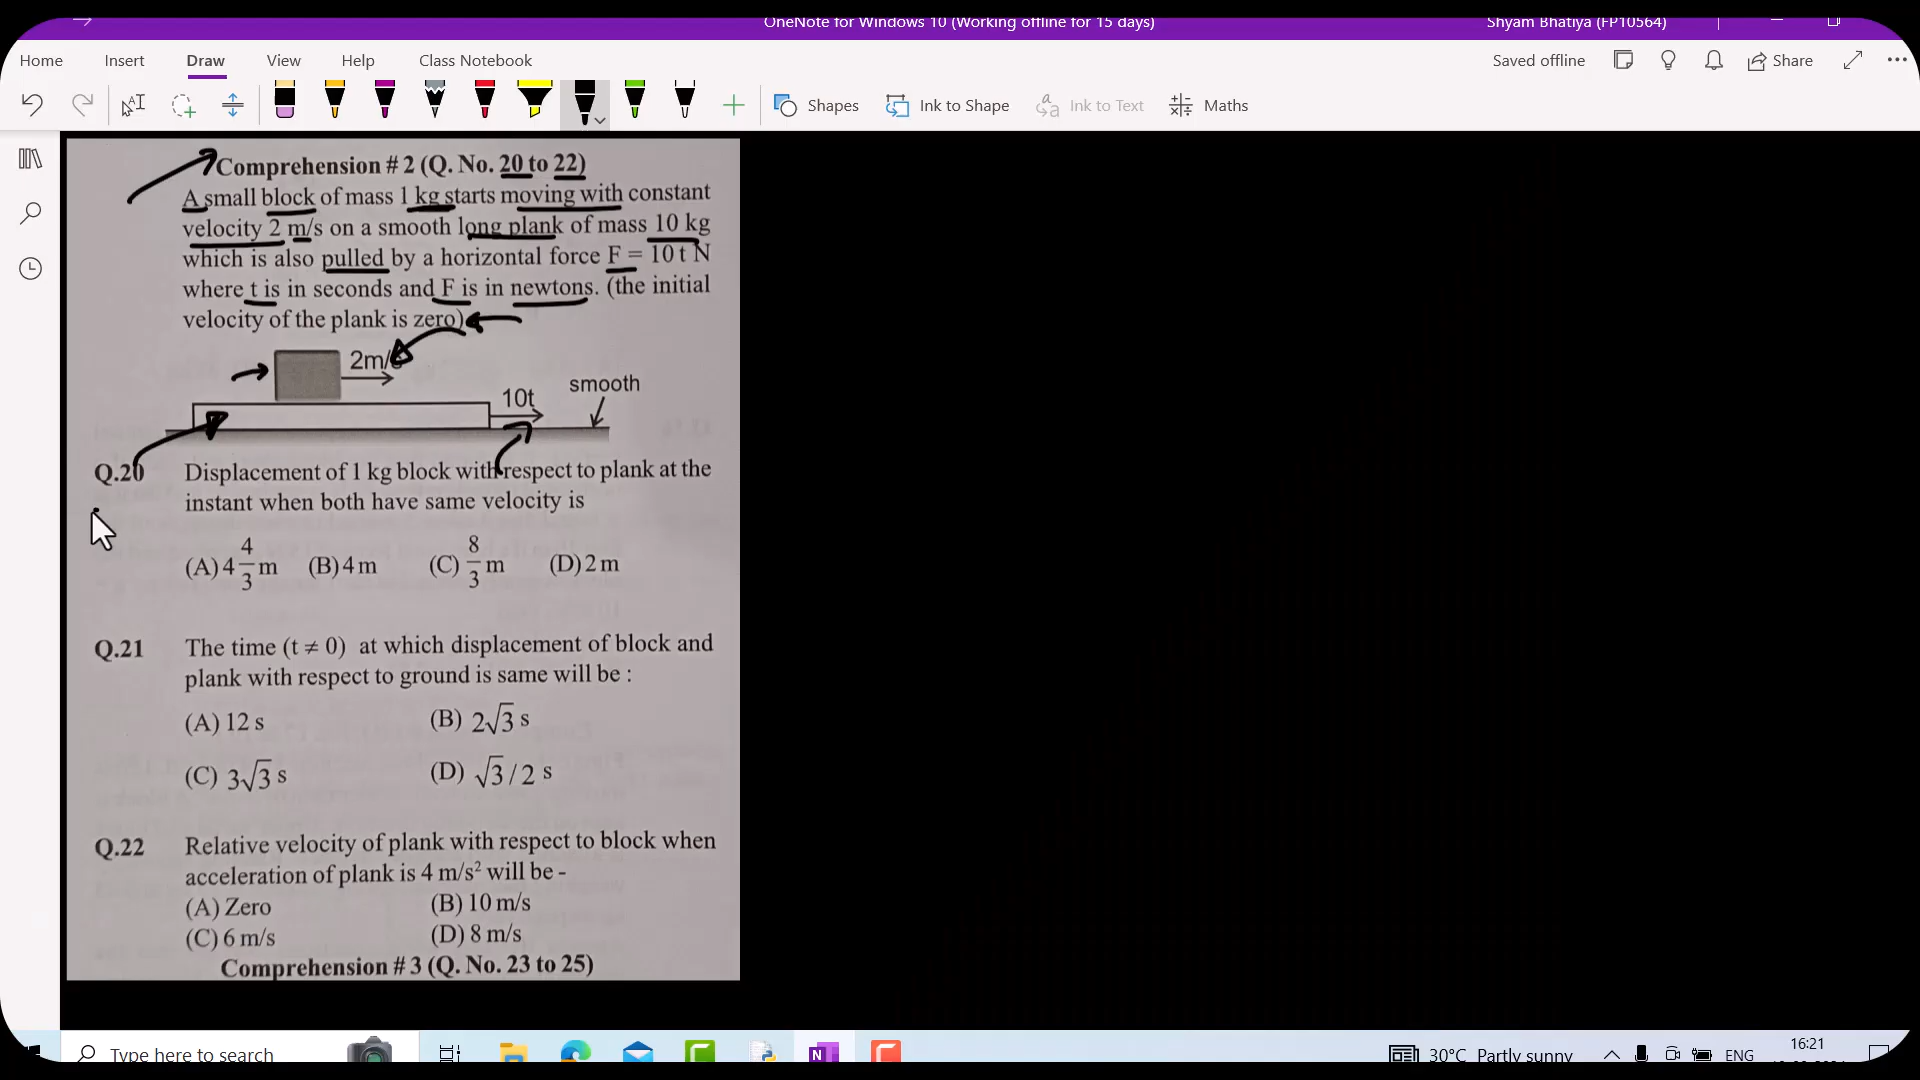 OneNote for Windows 10 (Working offline for 15 days)
Shyam Bhatiya (FP10564)
Home Insert Draw View Help Class Notebook
Saved offline Share
Shapes Ink to Shape Ink to Text Maths
Comprehension # 2 (Q. No. 20 to 22)
A small block of mass 1 kg starts moving with constant
velocity 2 m/s on a smooth long plank of mass 10 kg
which is also pulled by a horizontal force F = 10 t N
where t is in seconds and F is in newtons. (the initial
velocity of the plank is zero)
2m/
10t smooth
Q.20 Displacement of 1 kg block with respect to plank at the
instant when both have same velocity is
(A) 4 4/3 m (B) 4 m (C) 8/3 m (D) 2 m
Q.21 The time (t ≠ 0) at which displacement of block and
plank with respect to ground is same will be :
(A) 12 s (B) 2√3 s
(C) 3√3 s (D) √3 / 2 s
Q.22 Relative velocity of plank with respect to block when
acceleration of plank is 4 m/s² will be -
(A) Zero (B) 10 m/s
(C) 6 m/s (D) 8 m/s
Comprehension # 3 (Q. No. 23 to 25)
Type here to search
30°C Partly sunny ENG 16:21